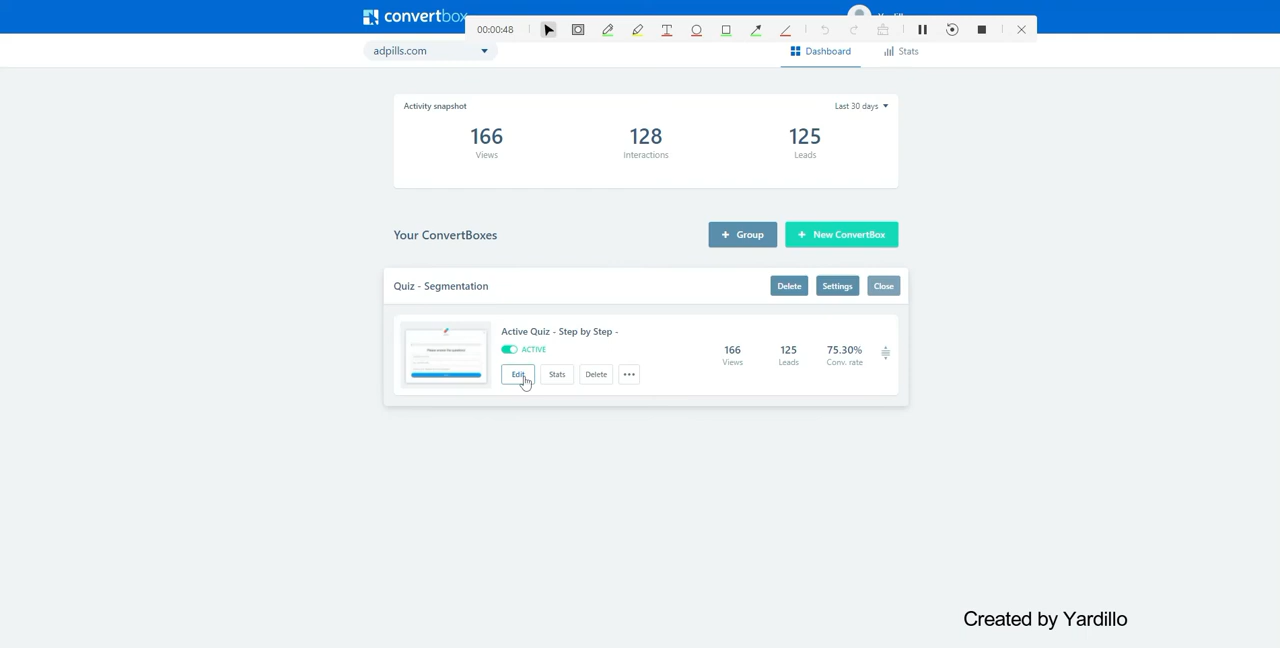 convertbox
00:00:48
adpills.com
Dashboard
Stats
Activity snapshot
Last 30 days
166
128
125
Views
Interactions
Leads
Your ConvertBoxes
+ Group
+ New ConvertBox
Quiz - Segmentation
Delete
Settings
Close
Active Quiz - Step by Step -
ACTIVE
166
125
75.30%
Views
Leads
Conv. rate
Edit
Stats
Delete
Created by Yardillo